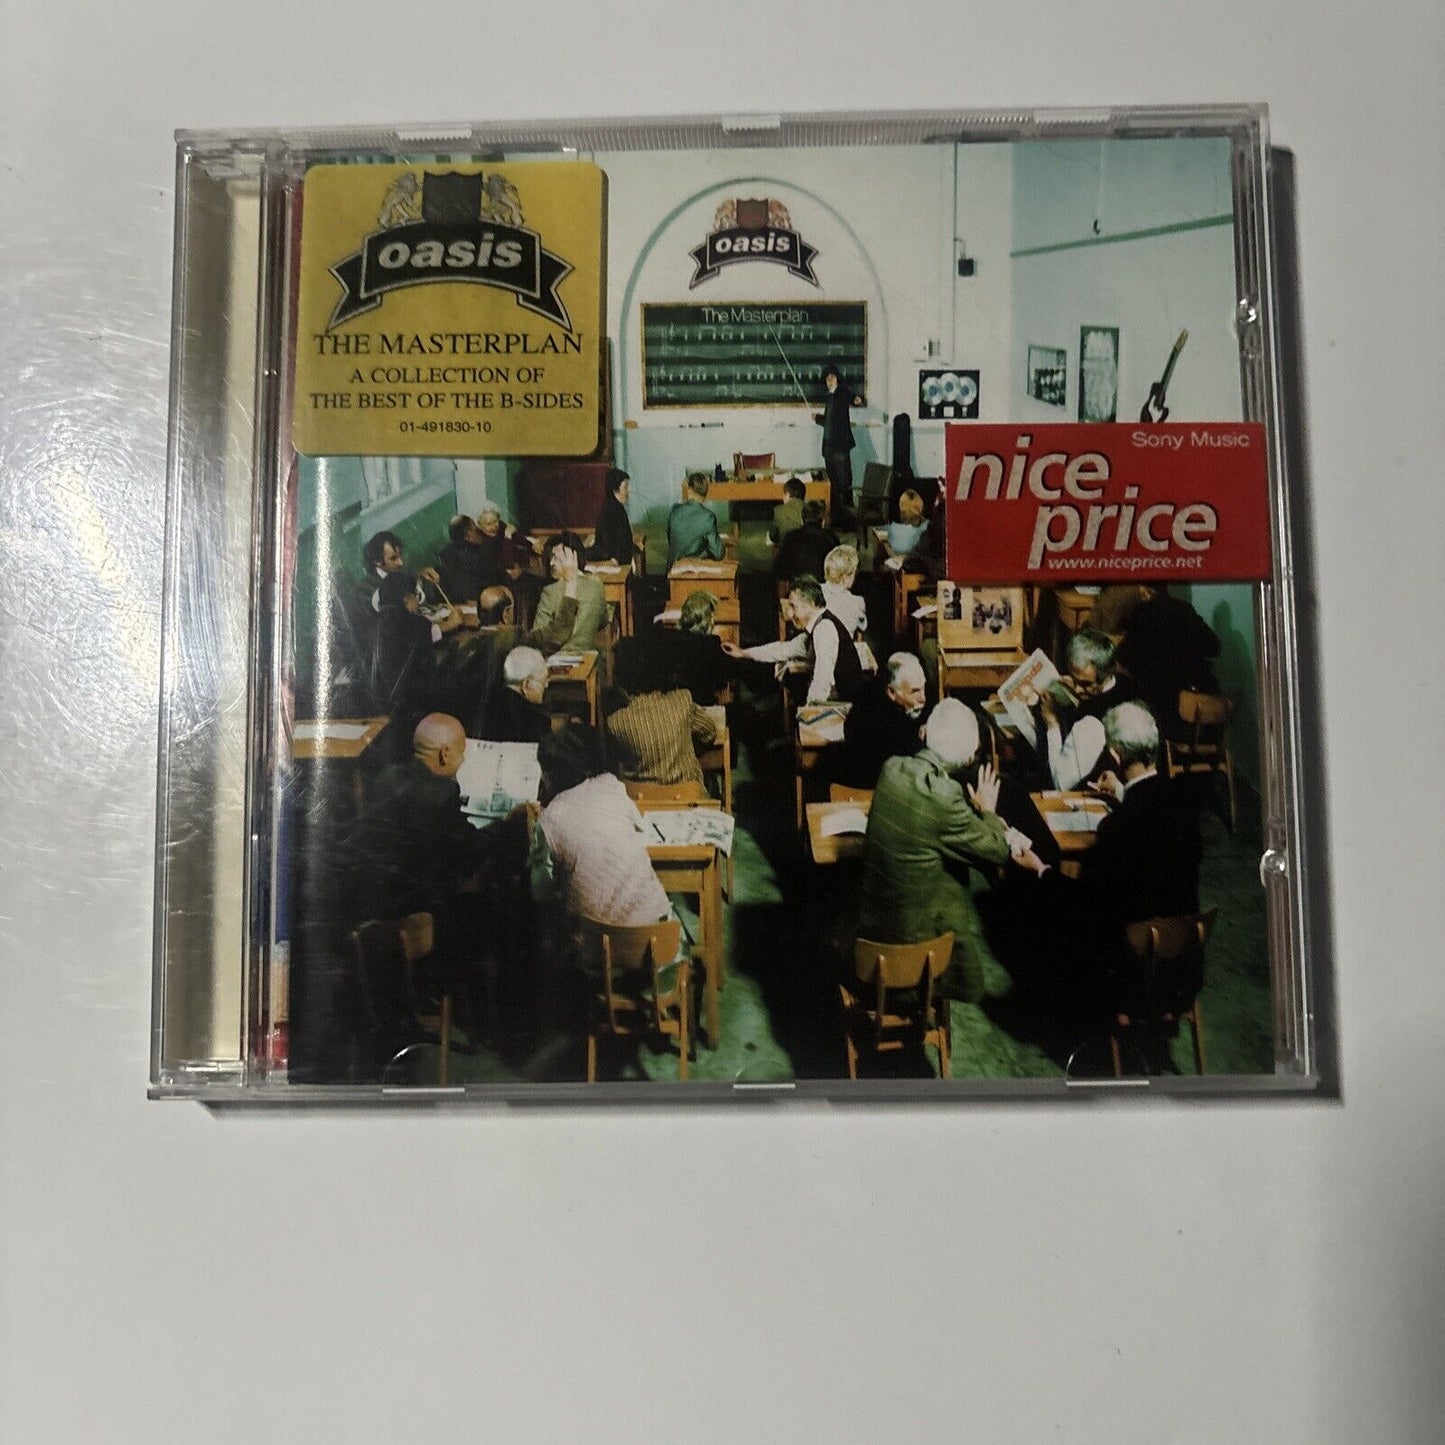 oasis
THE MASTERPLAN
A COLLECTION OF
THE BEST OF THE B-SIDES
01-491830-10
oasis
The Masterplan
Sony Music
nice
price
www.niceprice.net